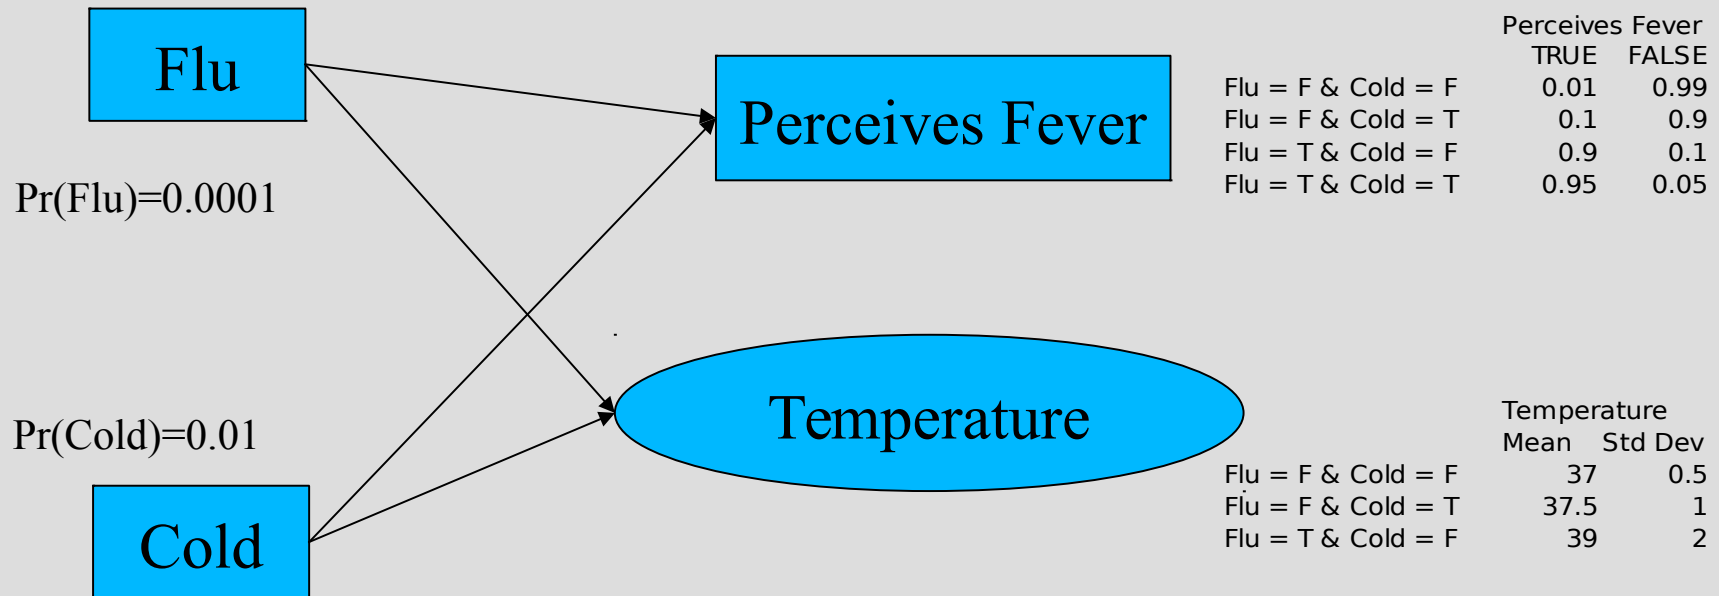 Flu
Pr(Flu)=0.0001
Pr(Cold)=0.01
Cold
Perceives Fever
Temperature
Perceives Fever
TRUE FALSE
Flu = F & Cold = F 0.01 0.99
Flu = F & Cold = T 0.1 0.9
Flu = T & Cold = F 0.9 0.1
Flu = T & Cold = T 0.95 0.05
Temperature
Mean Std Dev
Flu = F & Cold = F 37 0.5
Flu = F & Cold = T 37.5 1
Flu = T & Cold = F 39 2